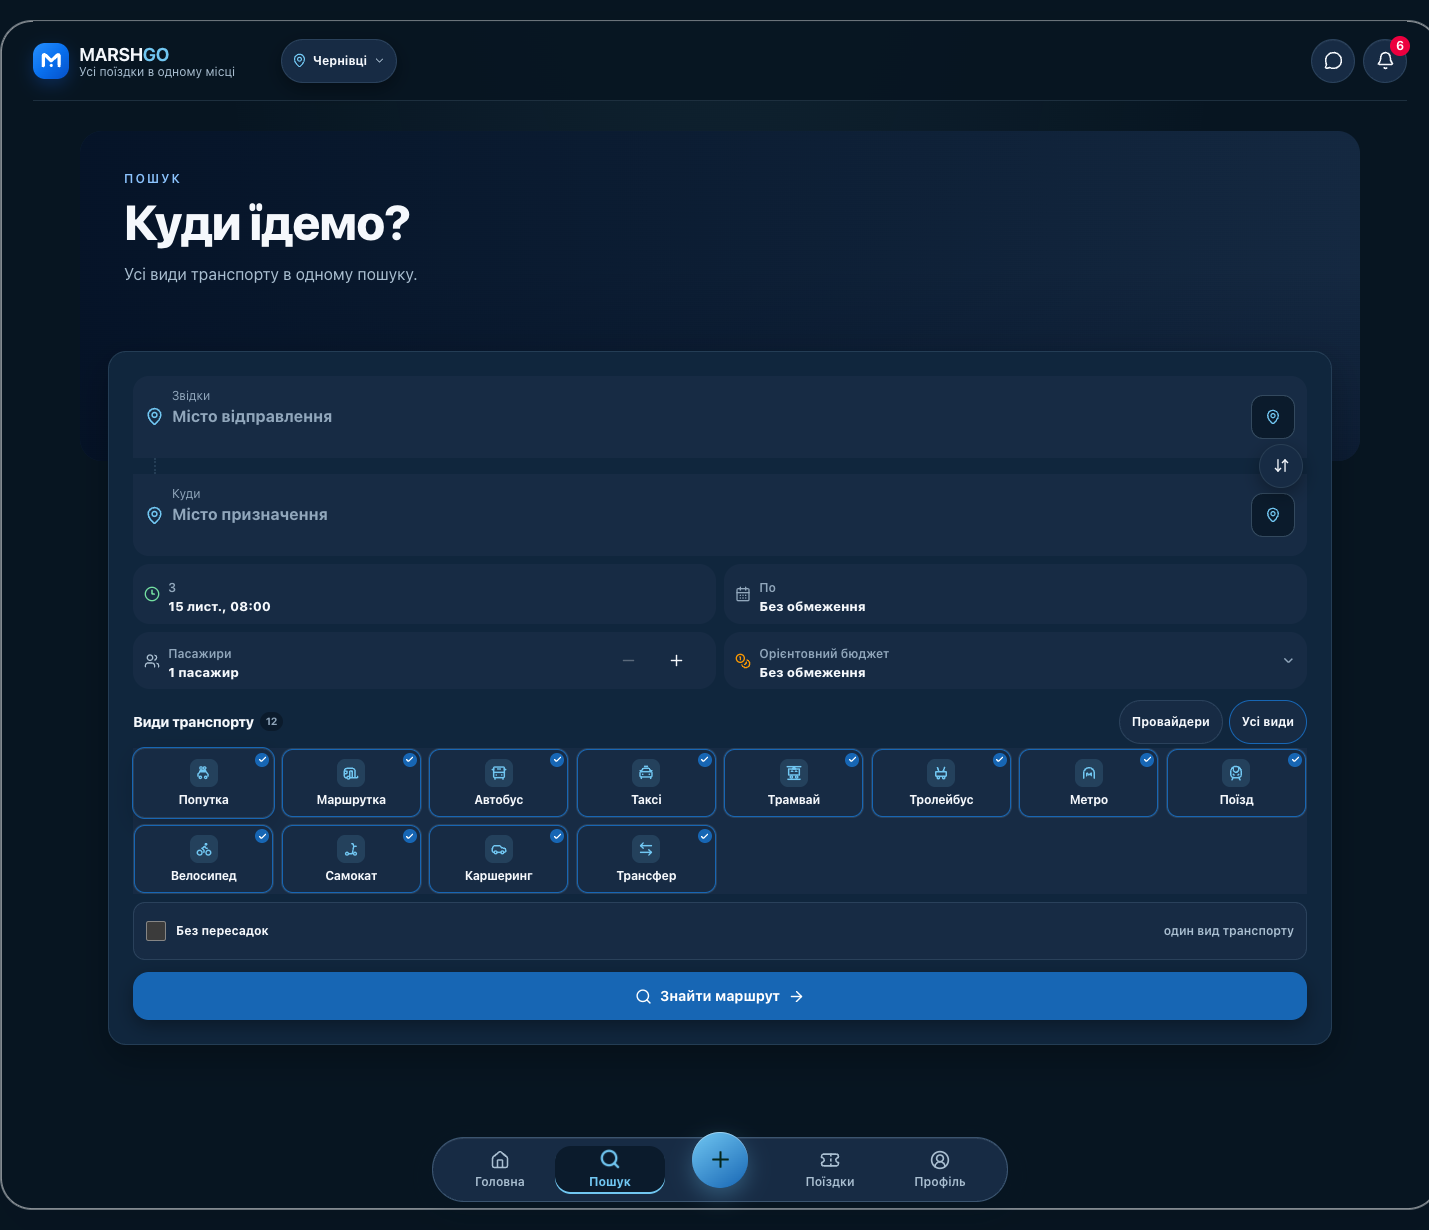 MARSHGO
Усі поїздки в одному місці
Чернівці
6
ПОШУК
Куди їдемо?
Усі види транспорту в одному пошуку.
Звідки
Місто відправлення
Куди
Місто призначення
З
15 лист., 08:00
По
Без обмеження
Пасажири
1 пасажир
Орієнтовний бюджет
Без обмеження
Види транспорту 12
Провайдери
Усі види
Попутка
Маршрутка
Автобус
Таксі
Трамвай
Тролейбус
Метро
Поїзд
Велосипед
Самокат
Каршеринг
Трансфер
Без пересадок
один вид транспорту
Знайти маршрут
Головна
Пошук
Поїздки
Профіль